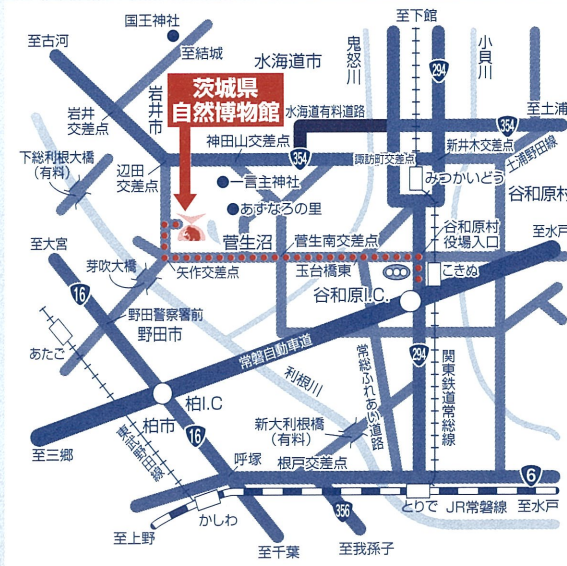 国王神社
至下館
至古河
至結城
水海道市
鬼怒川
小貝川
294
茨城県
自然博物館
岩井市
水海道有料道路
354
至土浦
岩井
交差点
神田山交差点
354
諏訪町交差点
新井木交差点
土浦野田線
下総利根大橋
(有料)
辺田
交差点
一言主神社
みつかいどう
谷和原村
あすなろの里
菅生沼
菅生南交差点
谷和原村
役場入口
至水戸
至大宮
芽吹大橋
矢作交差点
玉台橋東
こきぬ
16
谷和原I.C.
野田警察署前
野田市
あたご
常磐自動車道
294
関東鉄道常総線
常総ふれあい道路
利根川
柏I.C
柏市
16
新大利根橋
(有料)
東武野田線
至三郷
呼塚
根戸交差点
6
かしわ
356
とりで
JR常磐線
至水戸
至上野
至千葉
至我孫子